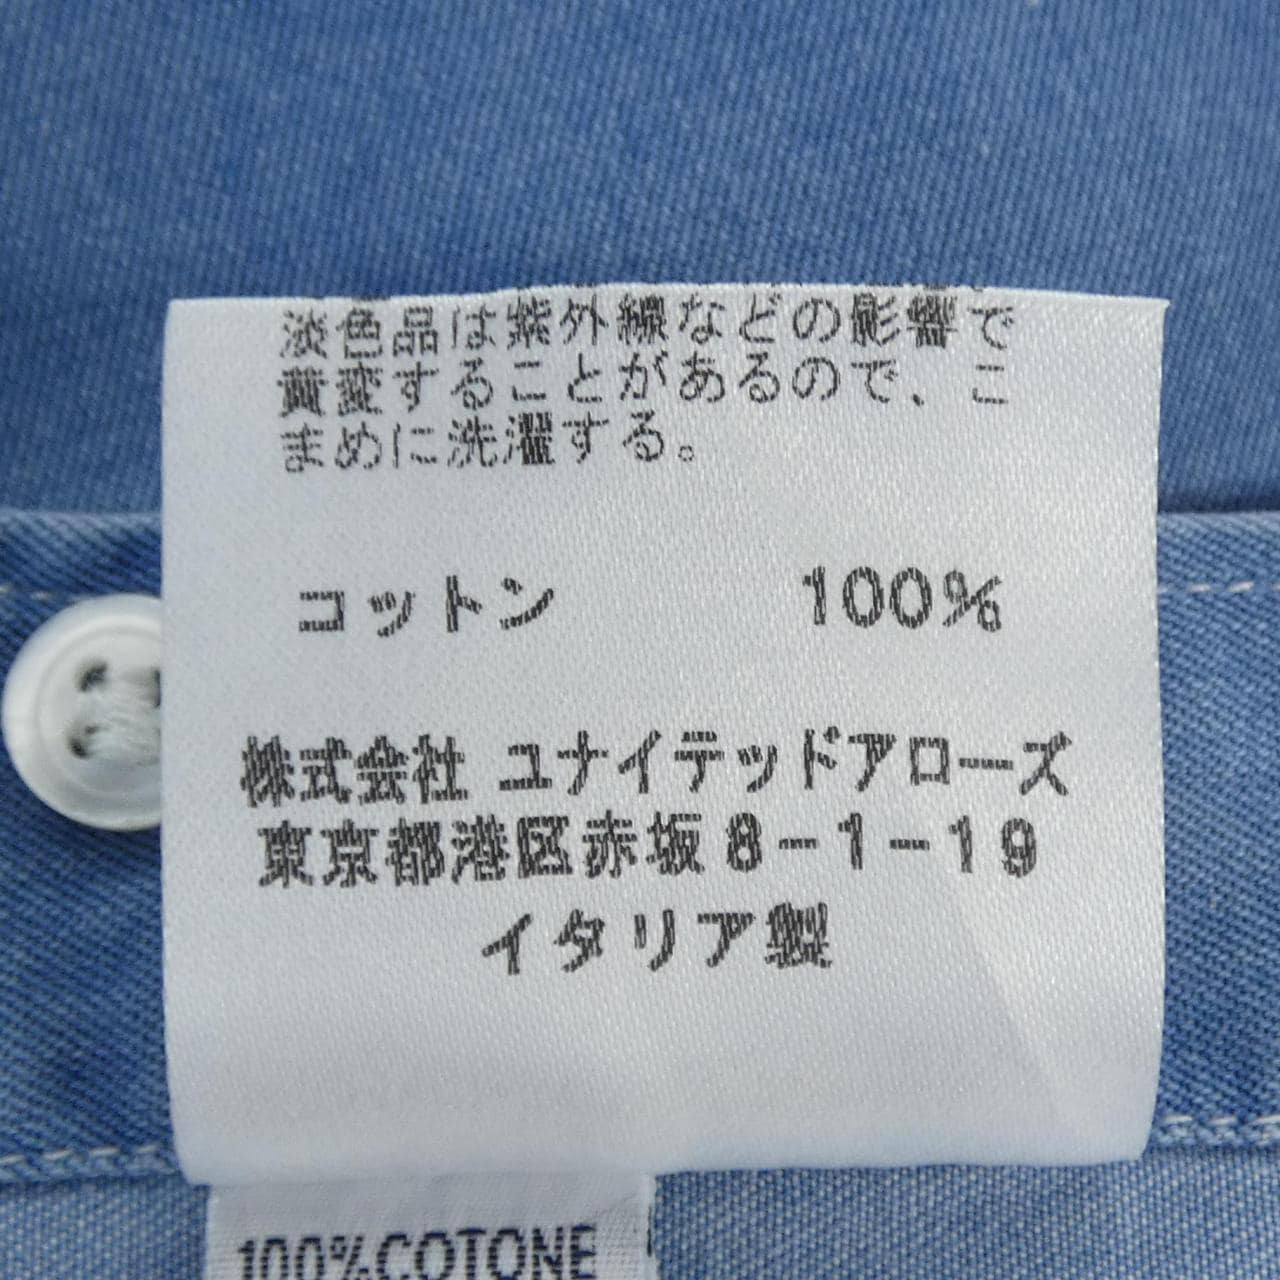 淡色品は紫外線などの影響で
黄変することがあるので、こ
まめに洗濯する。
コットン 100%
株式会社 ユナイテッドアローズ
東京都港区赤坂8-1-19
イタリア製
100%COTONE